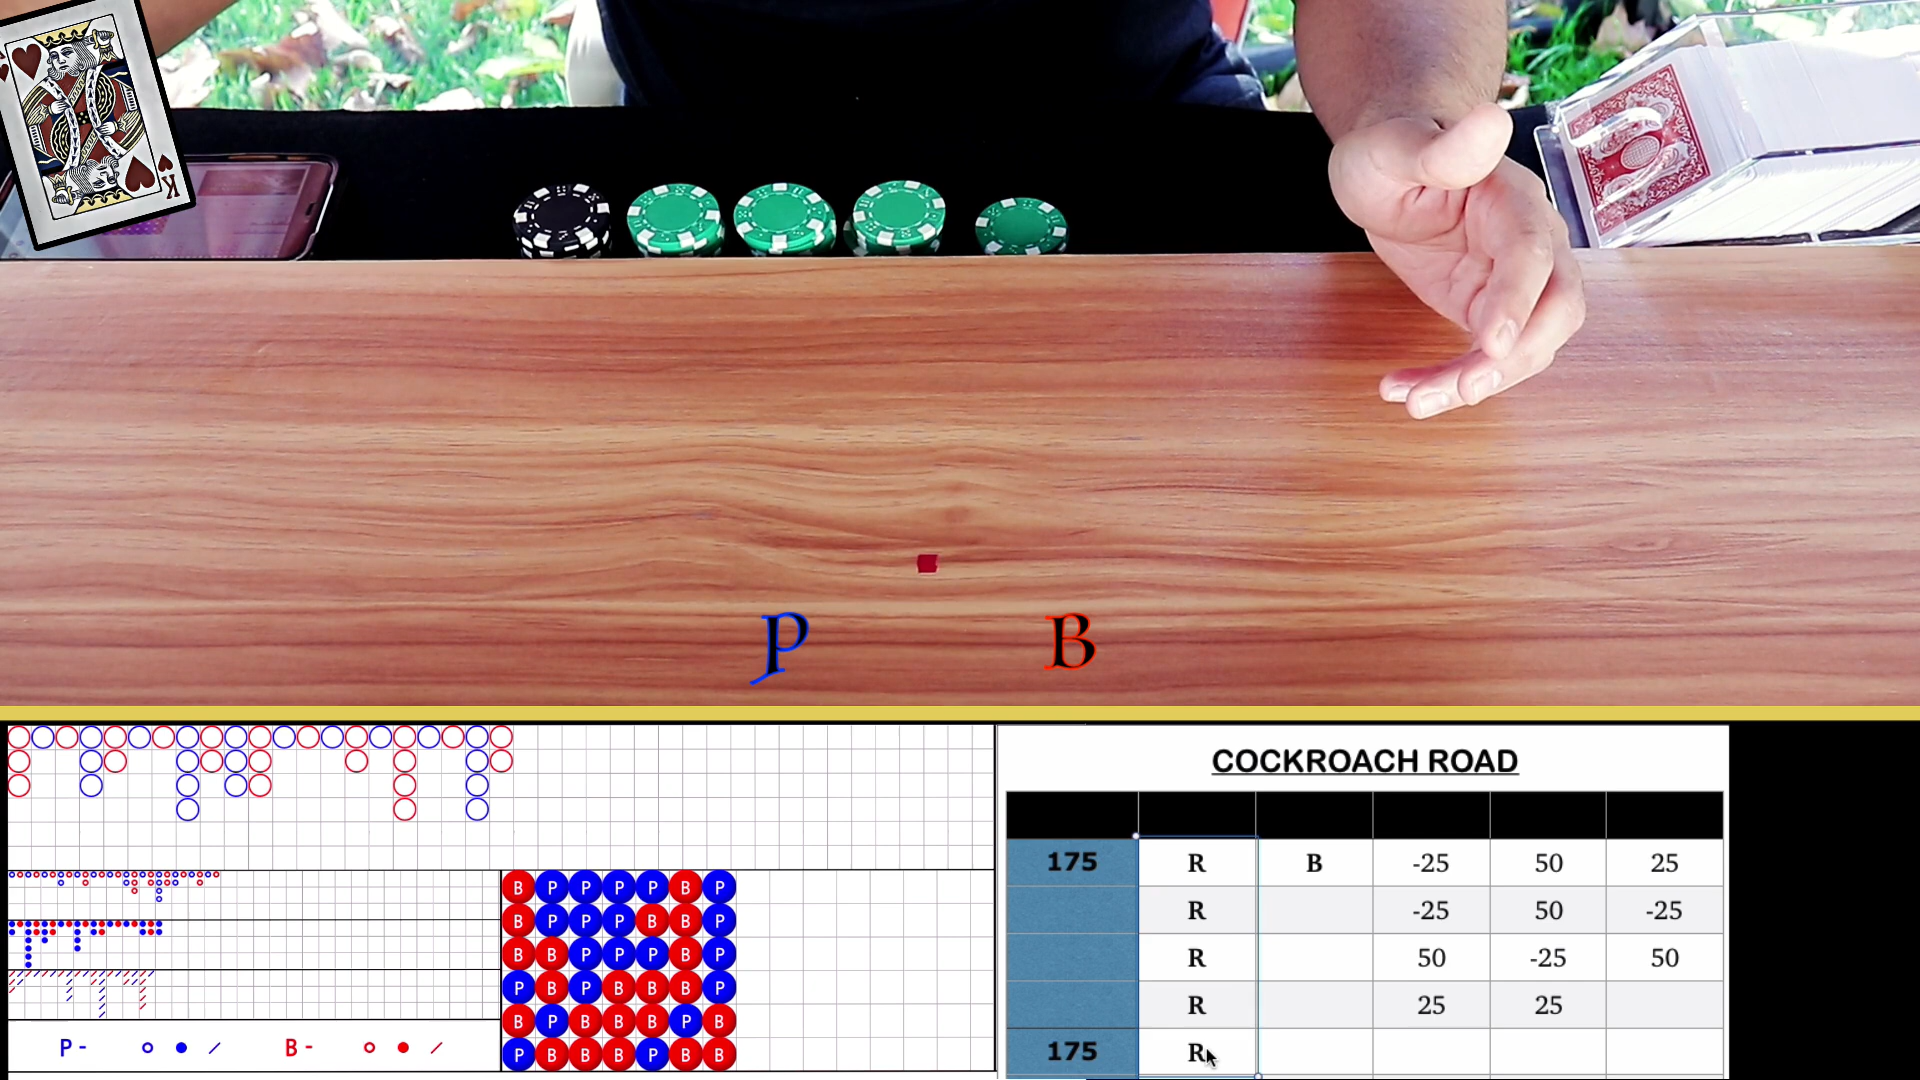 K
P B
COCKROACH ROAD
175 R B -25 50 25
R -25 50 -25
R 50 -25 50
R 25 25
175 R
B P P P P B P
B P P P B B P
B B P P P B P
P B P B B B P
B P B B B P B
P B B B P B B
P - B -